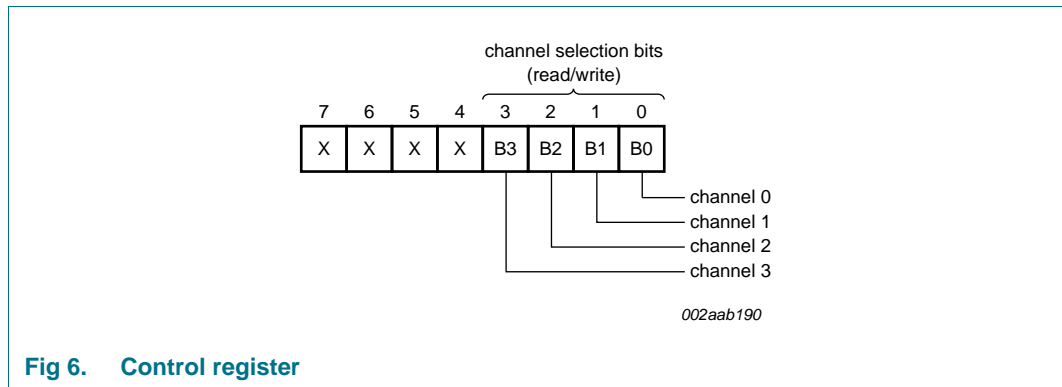 channel selection bits
(read/write)
7 6 5 4 3 2 1 0
X X X X B3 B2 B1 B0
channel 0
channel 1
channel 2
channel 3
002aab190
Fig 6. Control register